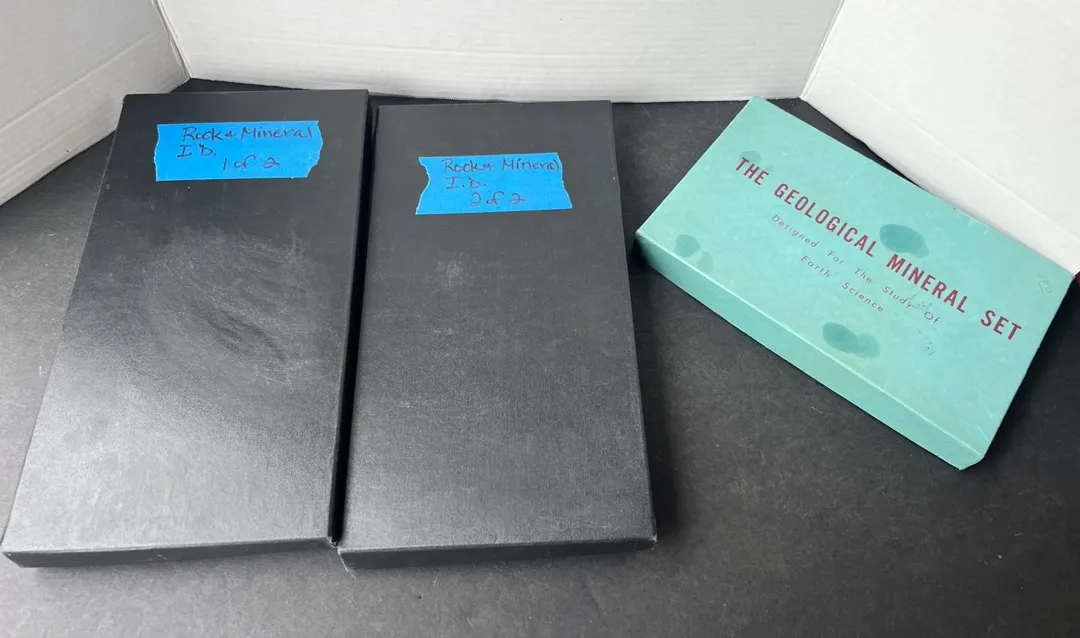 Rock & Mineral
I.D.
1 of 2
Rock & Mineral
I.D.
2 of 2
THE GEOLOGICAL MINERAL SET
Designed For The Study Of
Earth Science